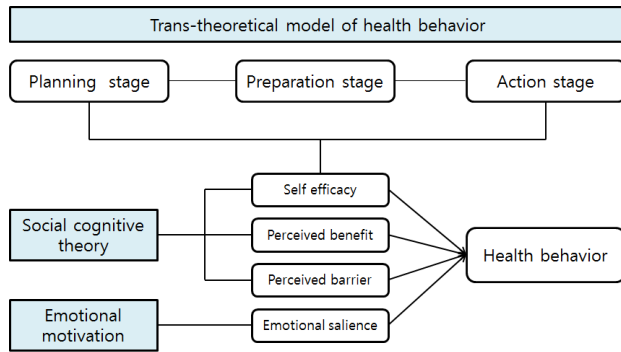 Trans-theoretical model of health behavior
Planning stage
Preparation stage
Action stage
Self efficacy
Social cognitive
theory
Perceived benefit
Health behavior
Perceived barrier
Emotional
motivation
Emotional salience